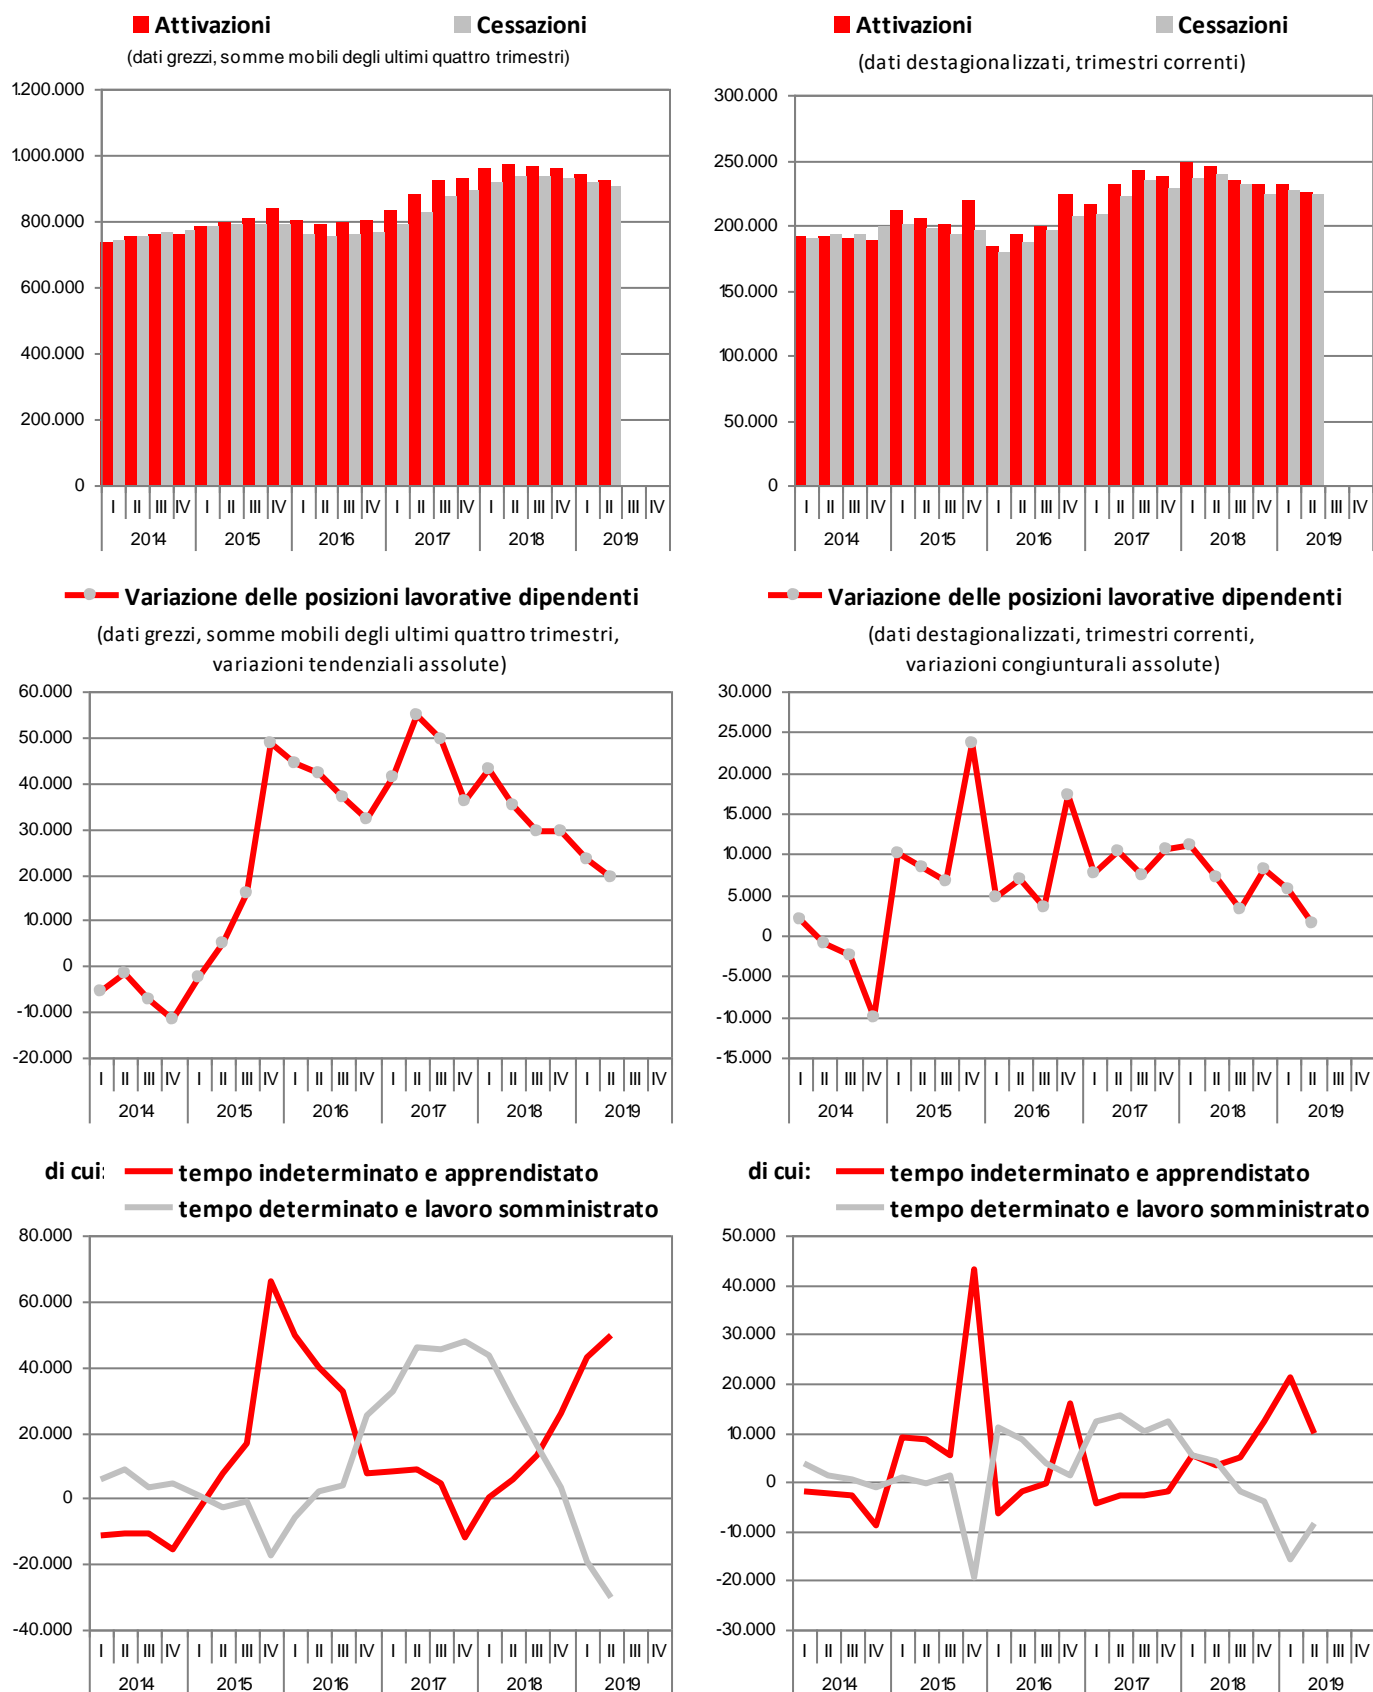 Attivazioni Cessazioni
(dati grezzi, somme mobili degli ultimi quattro trimestri)
1.200.000
1.000.000
800.000
600.000
400.000
200.000
0
I II III IV I II III IV I II III IV I II III IV I II III IV I II III IV
2014 2015 2016 2017 2018 2019
Attivazioni Cessazioni
(dati destagionalizzati, trimestri correnti)
300.000
250.000
200.000
150.000
100.000
50.000
0
I II III IV I II III IV I II III IV I II III IV I II III IV I II III IV
2014 2015 2016 2017 2018 2019
Variazione delle posizioni lavorative dipendenti
(dati grezzi, somme mobili degli ultimi quattro trimestri,
variazioni tendenziali assolute)
60.000
50.000
40.000
30.000
20.000
10.000
0
-10.000
-20.000
I II III IV I II III IV I II III IV I II III IV I II III IV I II III IV
2014 2015 2016 2017 2018 2019
Variazione delle posizioni lavorative dipendenti
(dati destagionalizzati, trimestri correnti,
variazioni congiunturali assolute)
30.000
25.000
20.000
15.000
10.000
5.000
0
-5.000
-10.000
-15.000
I II III IV I II III IV I II III IV I II III IV I II III IV I II III IV
2014 2015 2016 2017 2018 2019
di cui: tempo indeterminato e apprendistato
tempo determinato e lavoro somministrato
80.000
60.000
40.000
20.000
0
-20.000
-40.000
I II III IV I II III IV I II III IV I II III IV I II III IV I II III IV
2014 2015 2016 2017 2018 2019
di cui: tempo indeterminato e apprendistato
tempo determinato e lavoro somministrato
50.000
40.000
30.000
20.000
10.000
0
-10.000
-20.000
-30.000
I II III IV I II III IV I II III IV I II III IV I II III IV I II III IV
2014 2015 2016 2017 2018 2019